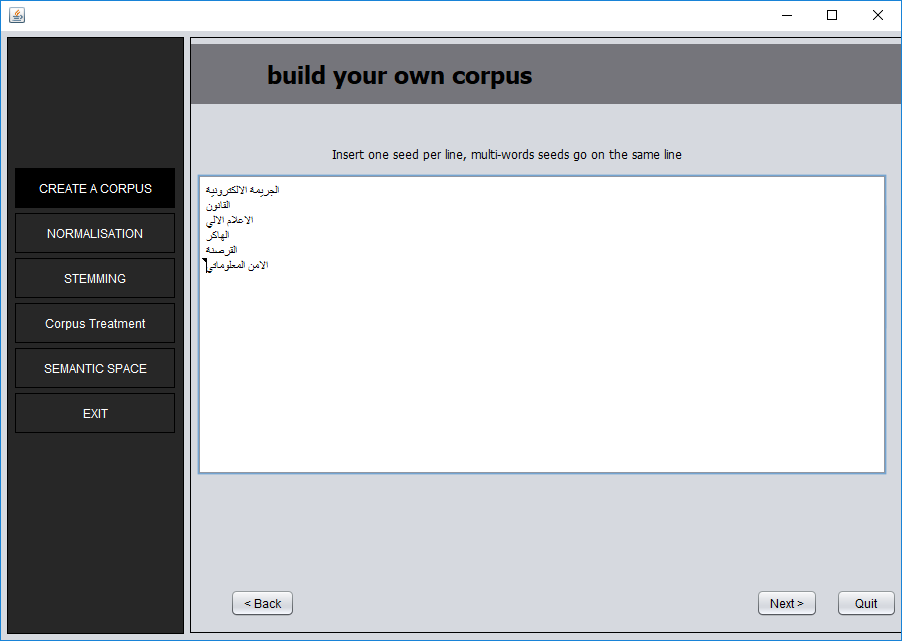 build your own corpus
Insert one seed per line, multi-words seeds go on the same line
CREATE A CORPUS
NORMALISATION
STEMMING
Corpus Treatment
SEMANTIC SPACE
EXIT
الجريمة الالكترونية
القانون
الاعلام الالي
الهاكر
القرصنة
الامن المعلوماتي
< Back
Next >
Quit